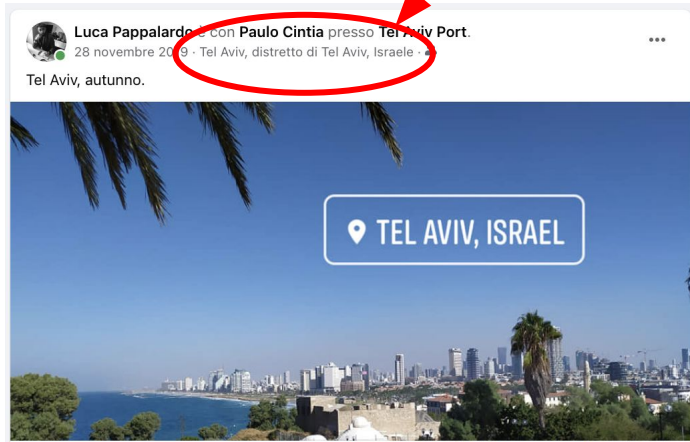 Luca Pappalardo è con Paulo Cintia presso Tel Aviv Port.
28 novembre 2019 · Tel Aviv, distretto di Tel Aviv, Israele ·
Tel Aviv, autunno.
TEL AVIV, ISRAEL